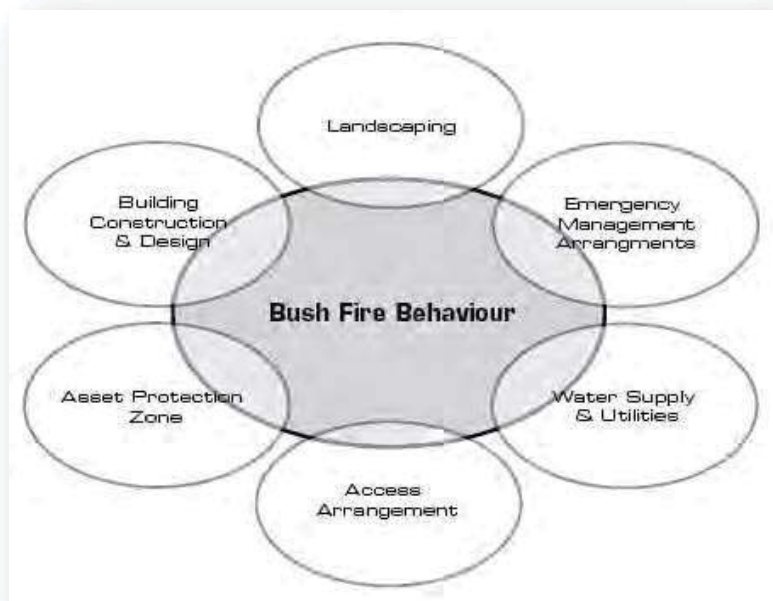 Landscaping
Building
Construction
& Design
Emergency
Management
Arrangments
Bush Fire Behaviour
Asset Protection
Zone
Water Supply
& Utilities
Access
Arrangement